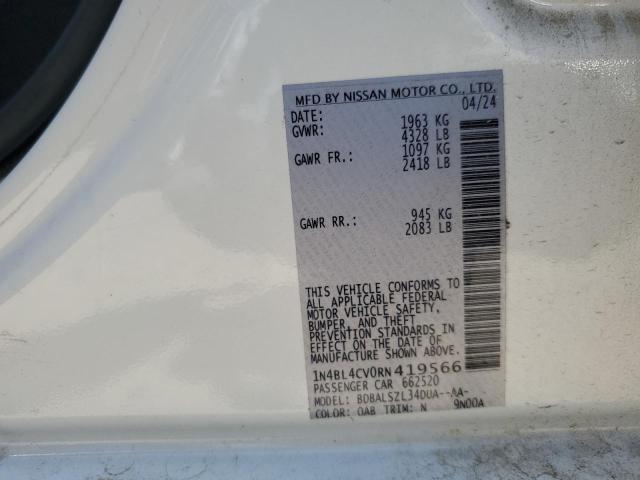 MFD BY NISSAN MOTOR CO., LTD.
DATE: 04/24
GVWR: 1963 KG
4328 LB
GAWR FR.: 1097 KG
2418 LB
GAWR RR.: 945 KG
2083 LB
THIS VEHICLE CONFORMS TO
ALL APPLICABLE FEDERAL
MOTOR VEHICLE SAFETY,
BUMPER, AND THEFT
PREVENTION STANDARDS IN
EFFECT ON THE DATE OF
MANUFACTURE SHOWN ABOVE.
1N4BL4CV0RN419566
PASSENGER CAR 662520
MODEL: BDBALSZL34DUA--AA-
COLOR: QAB TRIM: N 9N00A